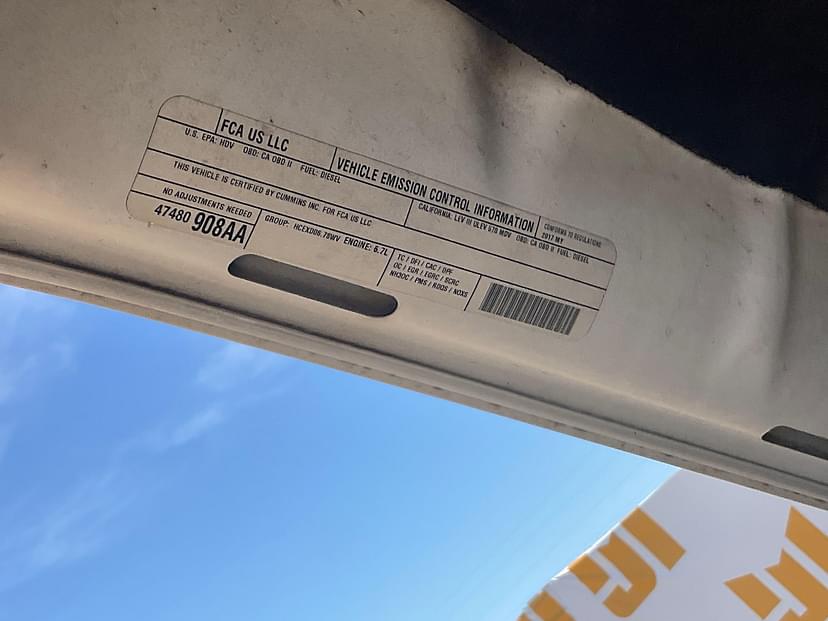 FCA US LLC
VEHICLE EMISSION CONTROL INFORMATION
CONFORMS TO REGULATIONS
2017 MY
U.S. EPA: HDV OBD: CA OBD II FUEL: DIESEL
CALIFORNIA: LEV III ULEV 570 MDV OBD: CA OBD II FUEL: DIESEL
THIS VEHICLE IS CERTIFIED BY CUMMINS INC. FOR FCA US LLC
NO ADJUSTMENTS NEEDED
47480 908AA
GROUP: HCEX006.78WV ENGINE: 6.7L
TC / DFI / CAC / DPF
OC / EGR / EGRC / SCRC
NH3OC / PMS / RDQS / NOXS